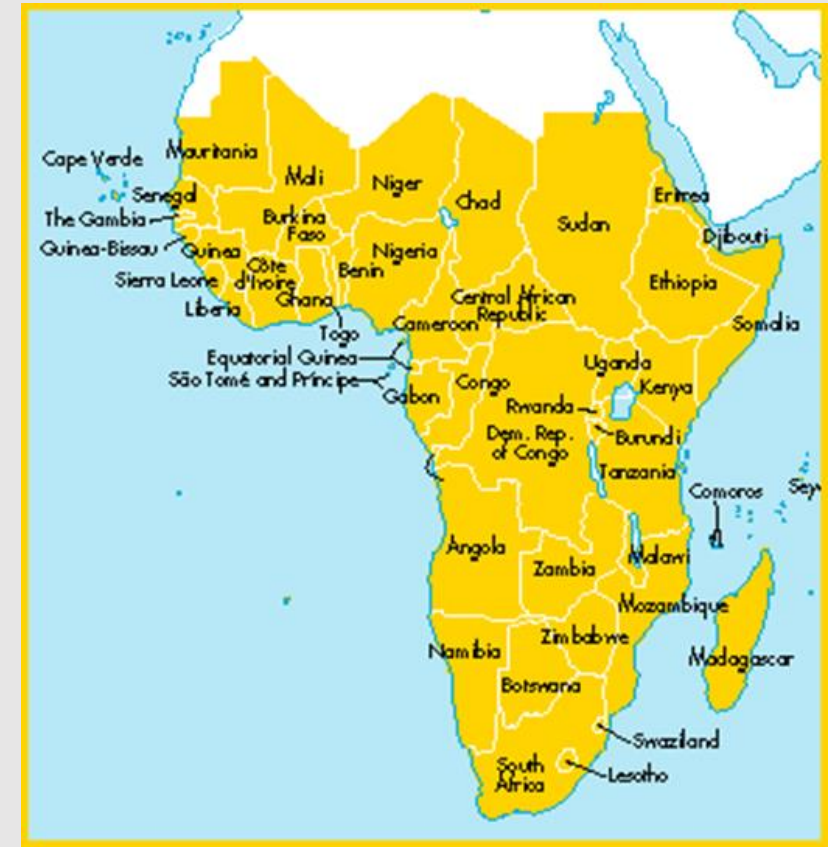 Cape Verde
Mauritania
Mali
Niger
Chad
Sudan
Eritrea
Senegal
The Gambia
Burkina
Faso
Djibouti
Guinea-Bissau
Guinea
Nigeria
Benin
Côte
d'Ivoire
Ethiopia
Sierra Leone
Ghana
Central African
Republic
Liberia
Togo
Cameroon
Somalia
Equatorial Guinea
Uganda
São Tomé and Príncipe
Gabon
Congo
Kenya
Rwanda
Dem. Rep.
of Congo
Burundi
Tanzania
Comoros
Sey
Angola
Zambia
Malawi
Mozambique
Namibia
Zimbabwe
Madagascar
Botswana
Swaziland
South
Africa
Lesotho